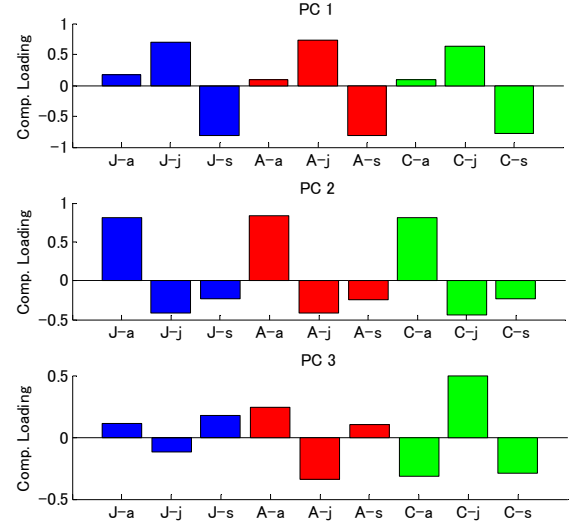 PC 1
Comp. Loading
1
0.5
0
−0.5
−1
J−a J−j J−s A−a A−j A−s C−a C−j C−s
PC 2
Comp. Loading
1
0.5
0
−0.5
J−a J−j J−s A−a A−j A−s C−a C−j C−s
PC 3
Comp. Loading
0.5
0
−0.5
J−a J−j J−s A−a A−j A−s C−a C−j C−s